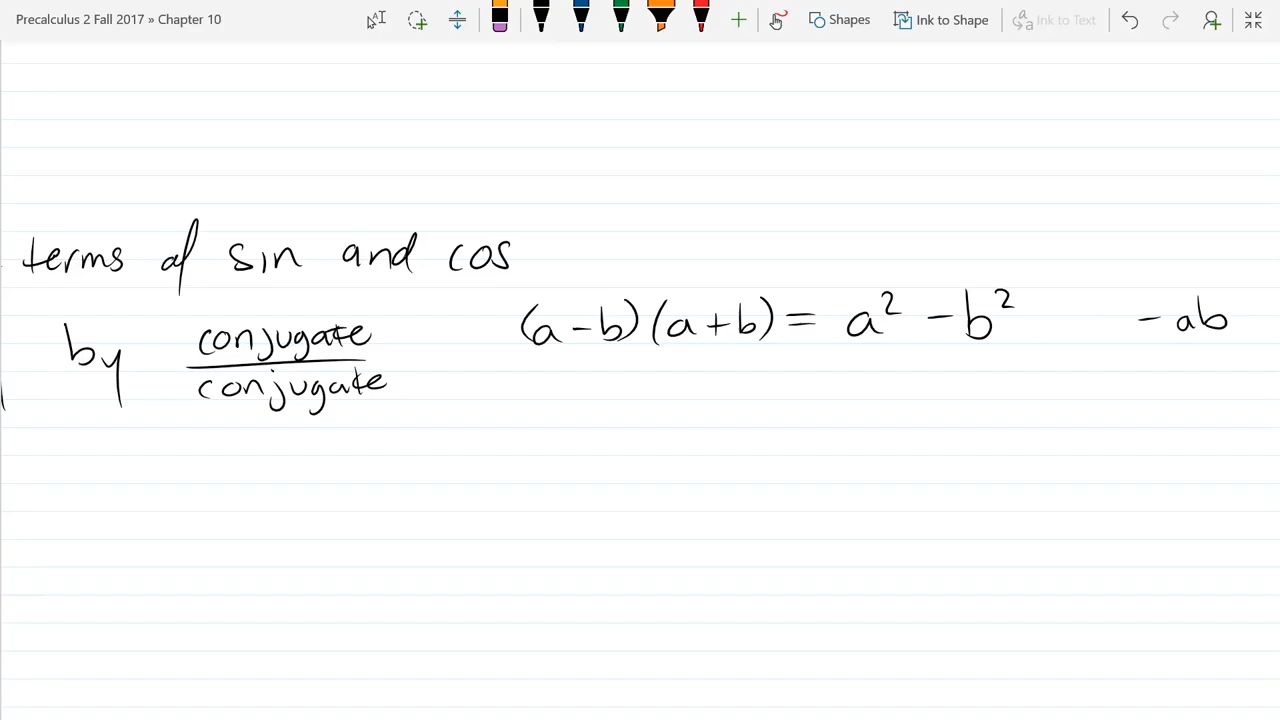 Precalculus 2 Fall 2017 » Chapter 10
Shapes
Ink to Shape
Ink to Text
terms of sin and cos
by conjugate
conjugate
(a - b)(a + b) = a² - b²
- ab